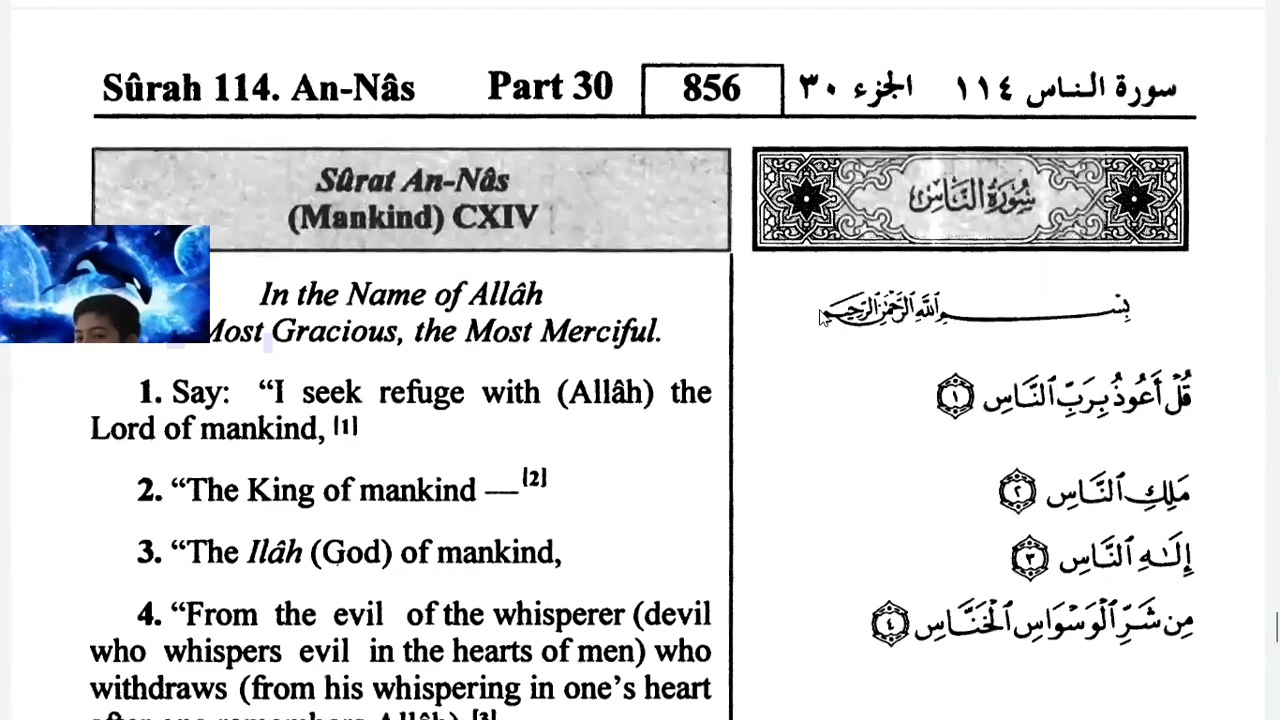 Sûrah 114. An-Nâs Part 30 856 الجزء ٣٠ سورة الناس ١١٤
Sûrat An-Nâs
(Mankind) CXIV
In the Name of Allâh
Most Gracious, the Most Merciful.
1. Say: “I seek refuge with (Allâh) the
Lord of mankind, [1]
2. “The King of mankind —[2]
3. “The Ilâh (God) of mankind,
4. “From the evil of the whisperer (devil
who whispers evil in the hearts of men) who
withdraws (from his whispering in one’s heart
after one remembers Allâh) [3]
سُورَةُ النَّاسِ
بِسْمِ ٱللَّهِ ٱلرَّحْمَٰنِ ٱلرَّحِيمِ
قُلْ أَعُوذُ بِرَبِّ ٱلنَّاسِ ١
مَلِكِ ٱلنَّاسِ ٢
إِلَـٰهِ ٱلنَّاسِ ٣
مِن شَرِّ ٱلْوَسْوَاسِ ٱلْخَنَّاسِ ٤